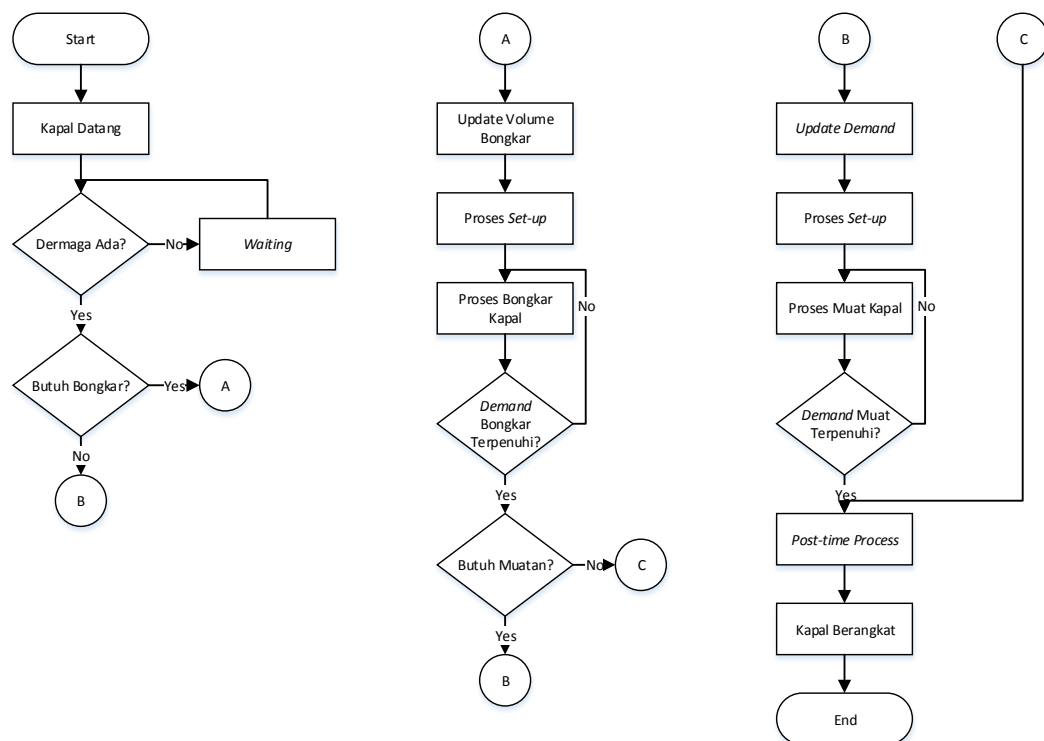 Start
Kapal Datang
Dermaga Ada?
No
Waiting
Yes
Butuh Bongkar?
Yes
A
No
B
A
Update Volume
Bongkar
Proses Set-up
Proses Bongkar
Kapal
No
Demand
Bongkar
Terpenuhi?
Yes
Butuh Muatan?
No
C
Yes
B
B
C
Update Demand
Proses Set-up
Proses Muat Kapal
No
Demand Muat
Terpenuhi?
Yes
Post-time Process
Kapal Berangkat
End